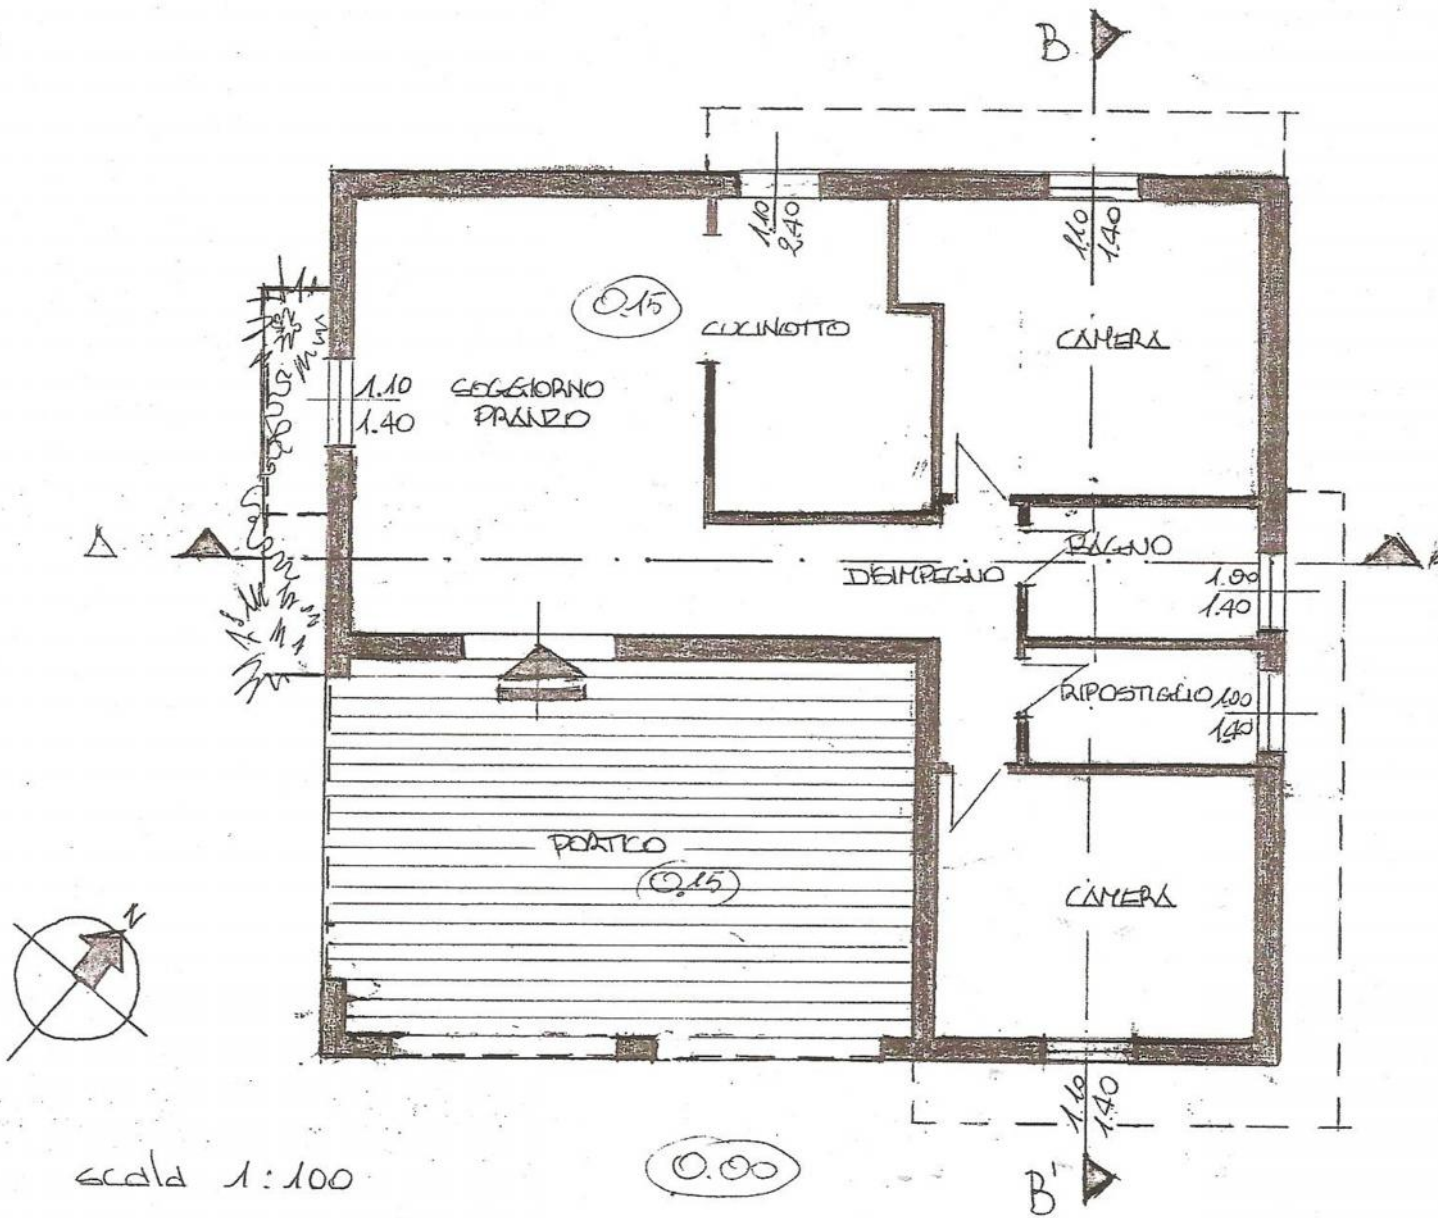 B
1.10
2.40
1.10
1.40
0.15
CUCINOTTO
CAMERA
1.10
1.40
SOGGIORNO
PRANZO
A
BAGNO
DISIMPEGNO
1.00
1.40
RIPOSTIGLIO
1.00
1.40
PORTICO
0.15
CAMERA
N
1.10
1.40
scala 1:100
0.00
B'